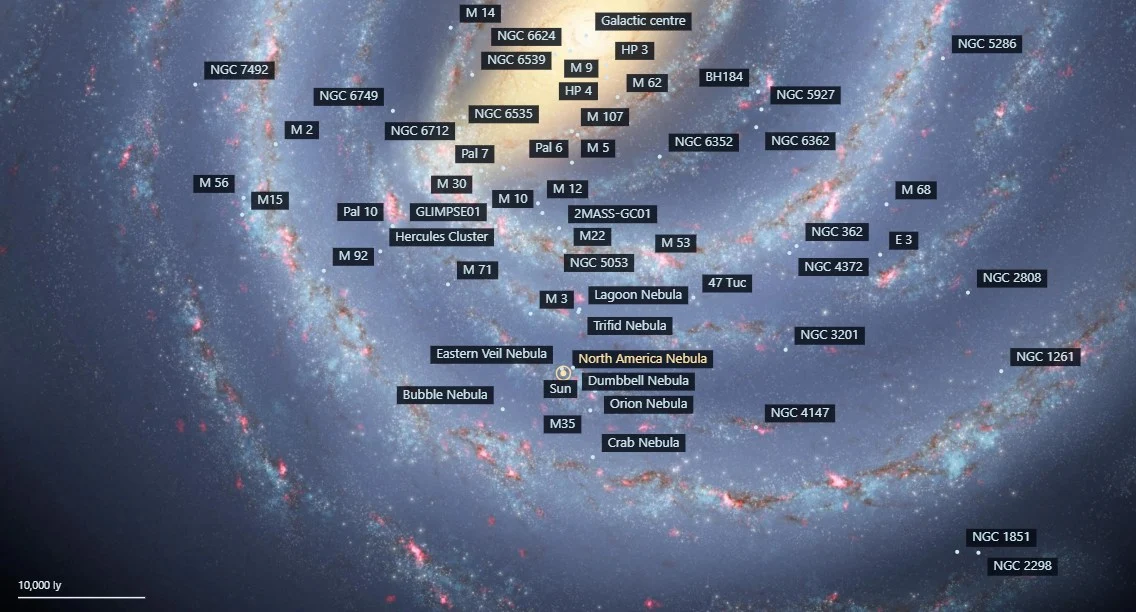 M 14
Galactic centre
NGC 6624
NGC 5286
HP 3
NGC 6539
M 9
NGC 7492
BH184
M 62
HP 4
NGC 5927
NGC 6749
NGC 6535
M 107
M 2
NGC 6712
NGC 6352
NGC 6362
Pal 6
M 5
Pal 7
M 56
M 30
M 12
M 68
M15
M 10
Pal 10
GLIMPSE01
2MASS-GC01
NGC 362
Hercules Cluster
M22
M 53
E 3
M 92
NGC 5053
NGC 4372
M 71
NGC 2808
47 Tuc
M 3
Lagoon Nebula
Trifid Nebula
NGC 3201
Eastern Veil Nebula
North America Nebula
NGC 1261
Sun
Dumbbell Nebula
Bubble Nebula
Orion Nebula
NGC 4147
M35
Crab Nebula
NGC 1851
NGC 2298
10,000 ly